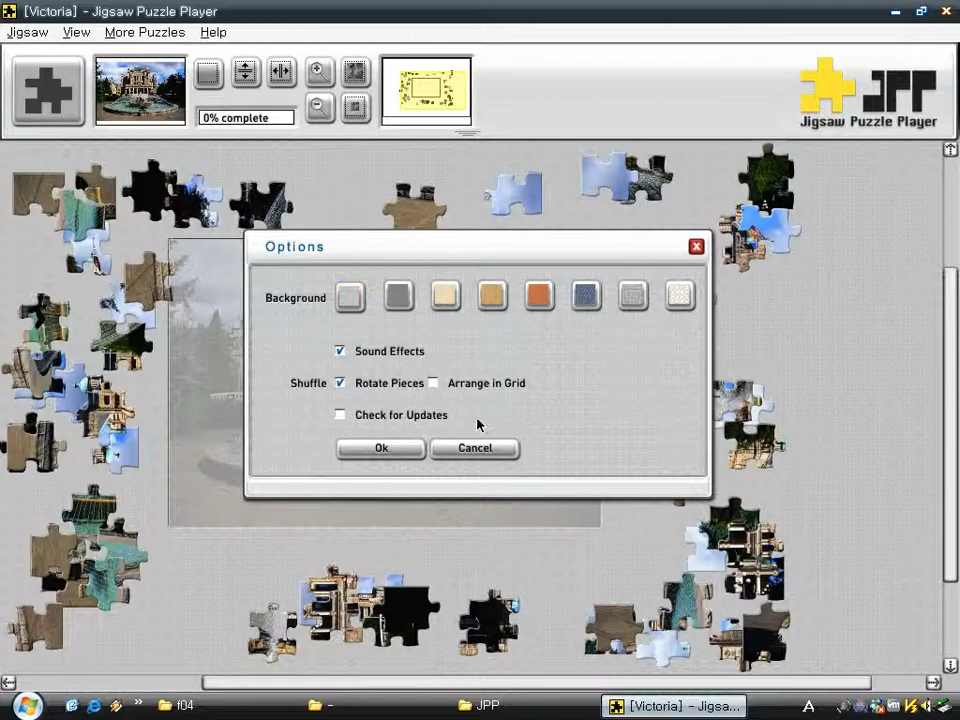 [Victoria] - Jigsaw Puzzle Player
Jigsaw View More Puzzles Help
0% complete
JPP
Jigsaw Puzzle Player
Options
Background
Sound Effects
Shuffle Rotate Pieces Arrange in Grid
Check for Updates
Ok Cancel
» f04 - JPP [Victoria] - Jigsa... A